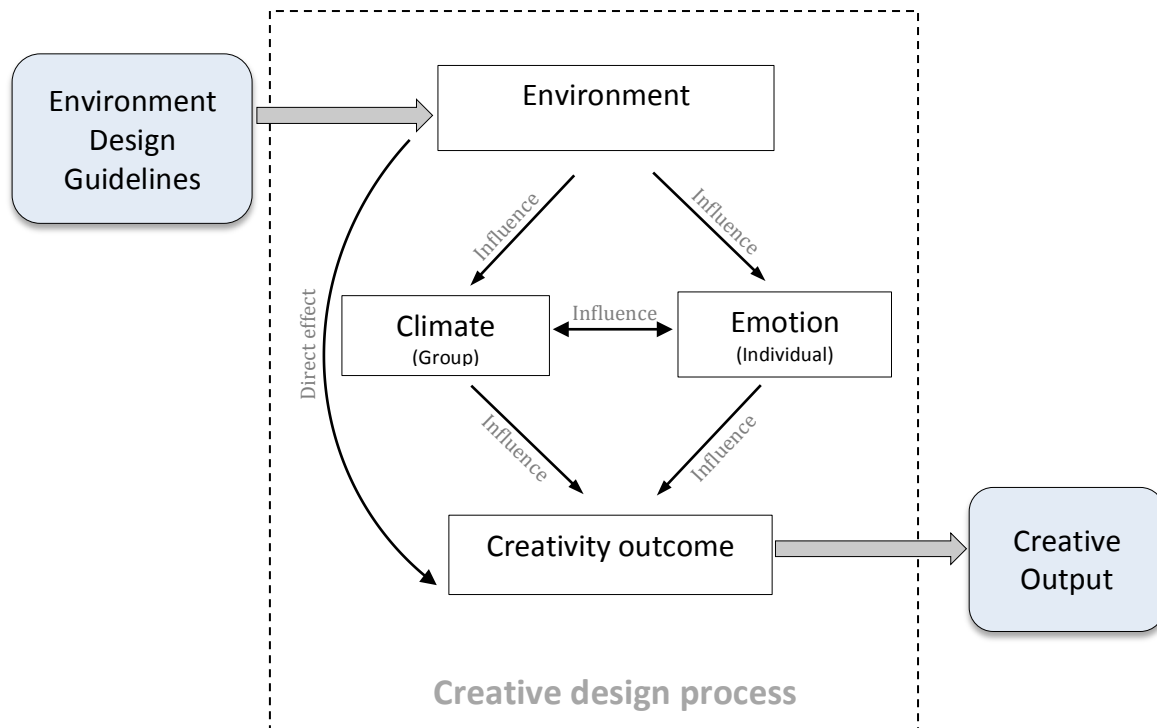 Environment
Design
Guidelines
Environment
Influence
Influence
Direct effect
Climate
(Group)
Influence
Emotion
(Individual)
Influence
Influence
Creativity outcome
Creative
Output
Creative design process